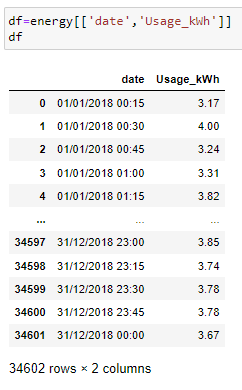 df=energy[['date','Usage_kWh']]
df
date Usage_kWh
0 01/01/2018 00:15 3.17
1 01/01/2018 00:30 4.00
2 01/01/2018 00:45 3.24
3 01/01/2018 01:00 3.31
4 01/01/2018 01:15 3.82
... ... ...
34597 31/12/2018 23:00 3.85
34598 31/12/2018 23:15 3.74
34599 31/12/2018 23:30 3.78
34600 31/12/2018 23:45 3.78
34601 31/12/2018 00:00 3.67
34602 rows × 2 columns